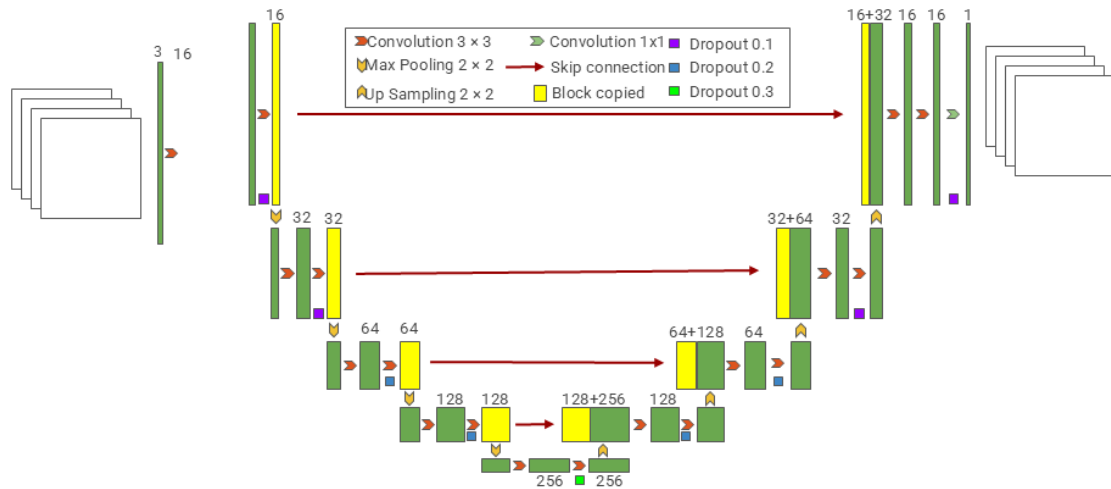 16
3 16
Convolution 3 × 3
Max Pooling 2 × 2
Up Sampling 2 × 2
Convolution 1x1
Skip connection
Block copied
Dropout 0.1
Dropout 0.2
Dropout 0.3
16+32 16 16 1
32 32
32+64 32
64 64
64+128 64
128 128
128+256 128
256 256